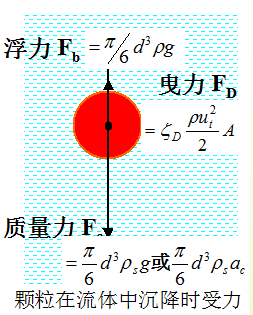 浮力 F_b = π/6 d³ρg
曳力 F_D
= ζ_D ρu_t²/2 A
质量力 F
= π/6 d³ρ_s g或 π/6 d³ρ_s a_c
颗粒在流体中沉降时受力